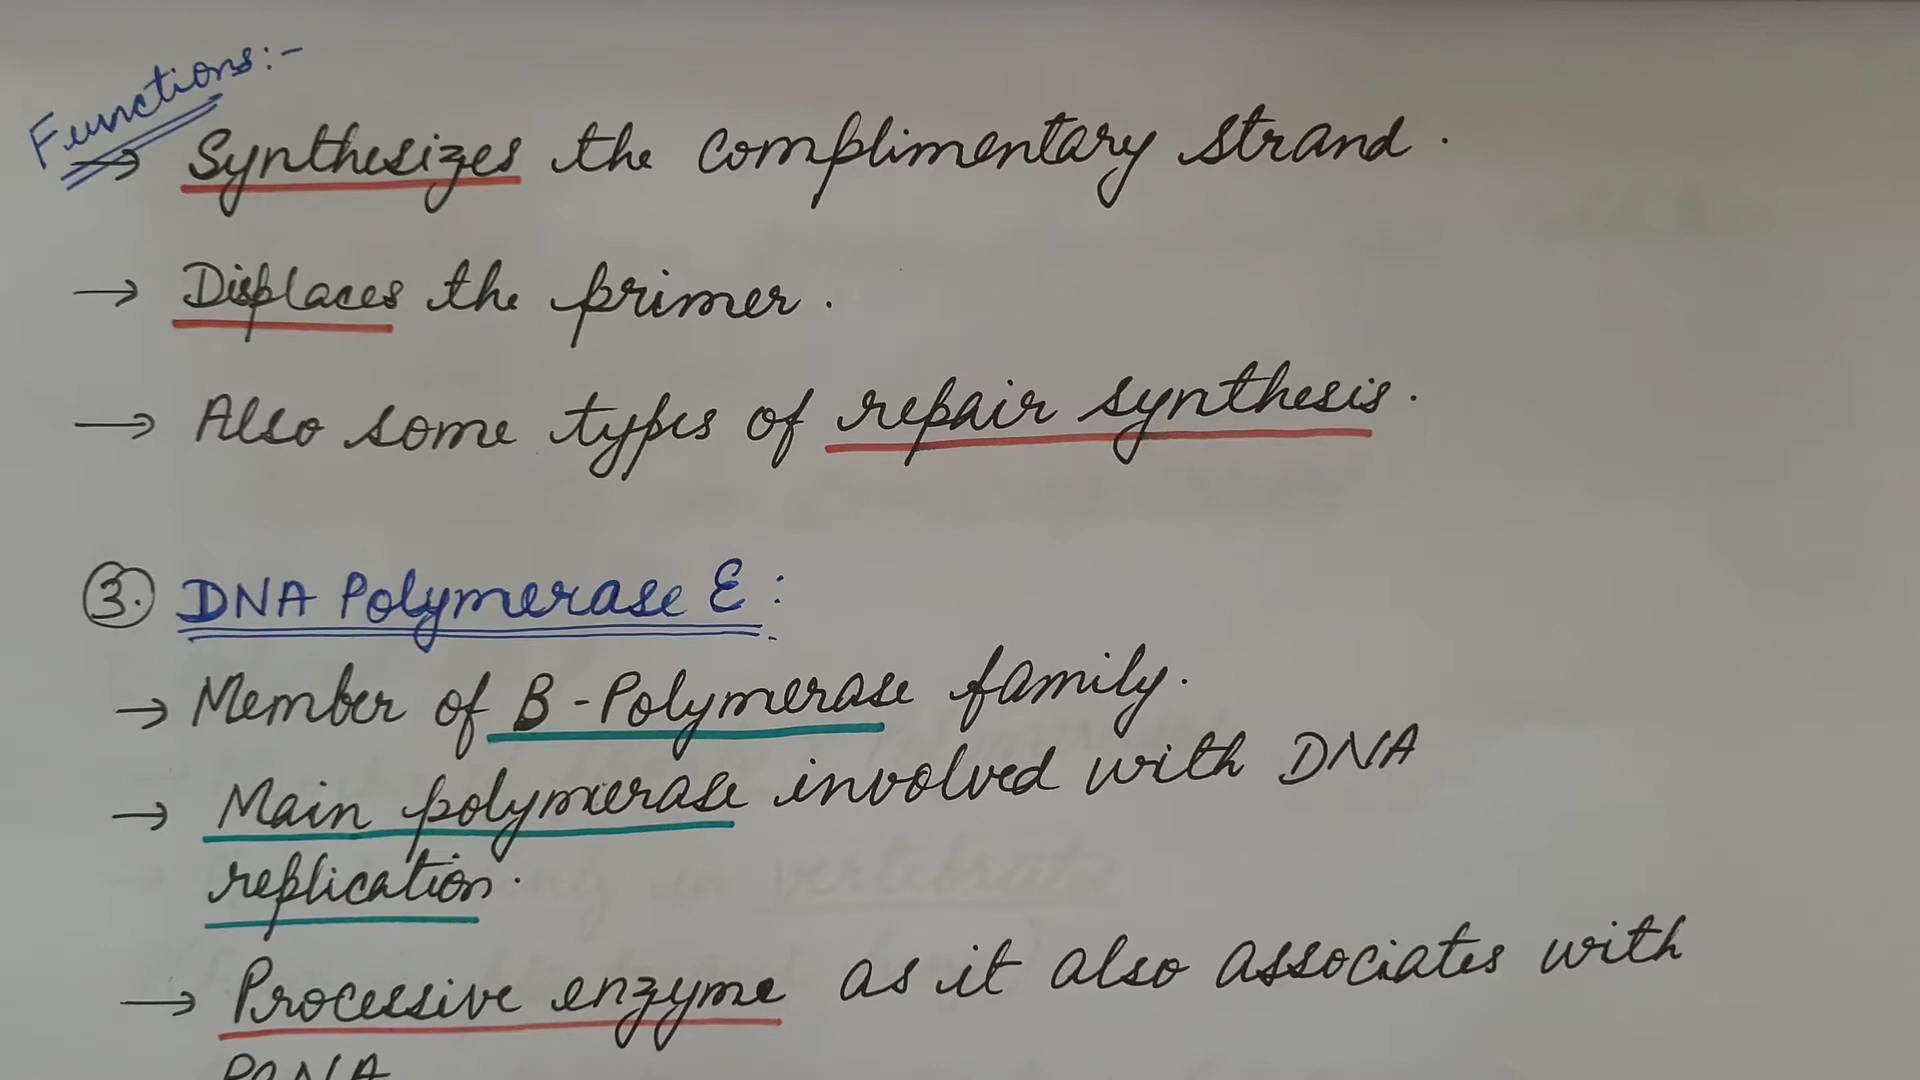 Functions:-
→ Synthesizes the complimentary strand.
→ Displaces the primer.
→ Also some types of repair synthesis.
3. DNA Polymerase Ɛ:
→ Member of B-Polymerase family.
→ Main polymerase involved with DNA
replication.
→ Processive enzyme as it also associates with
PCNA